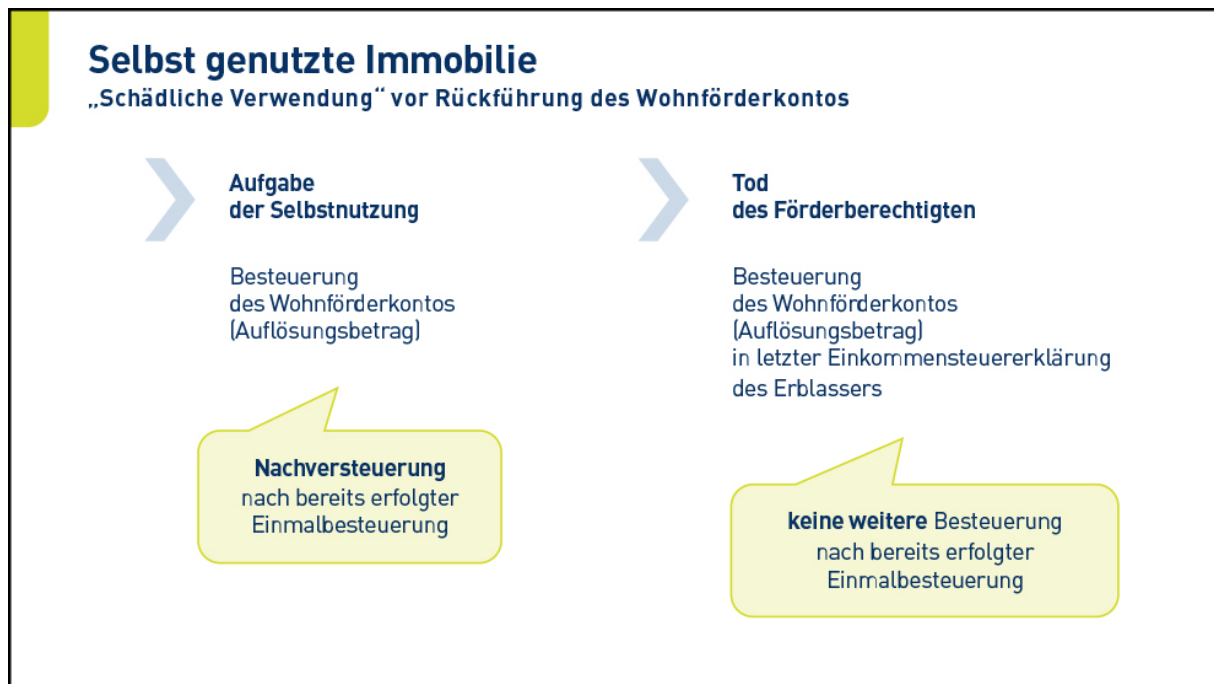 Selbst genutzte Immobilie
„Schädliche Verwendung“ vor Rückführung des Wohnförderkontos
Aufgabe
der Selbstnutzung
Besteuerung
des Wohnförderkontos
(Auflösungsbetrag)
Nachversteuerung
nach bereits erfolgter
Einmalbesteuerung
Tod
des Förderberechtigten
Besteuerung
des Wohnförderkontos
(Auflösungsbetrag)
in letzter Einkommensteuererklärung
des Erblassers
keine weitere Besteuerung
nach bereits erfolgter
Einmalbesteuerung